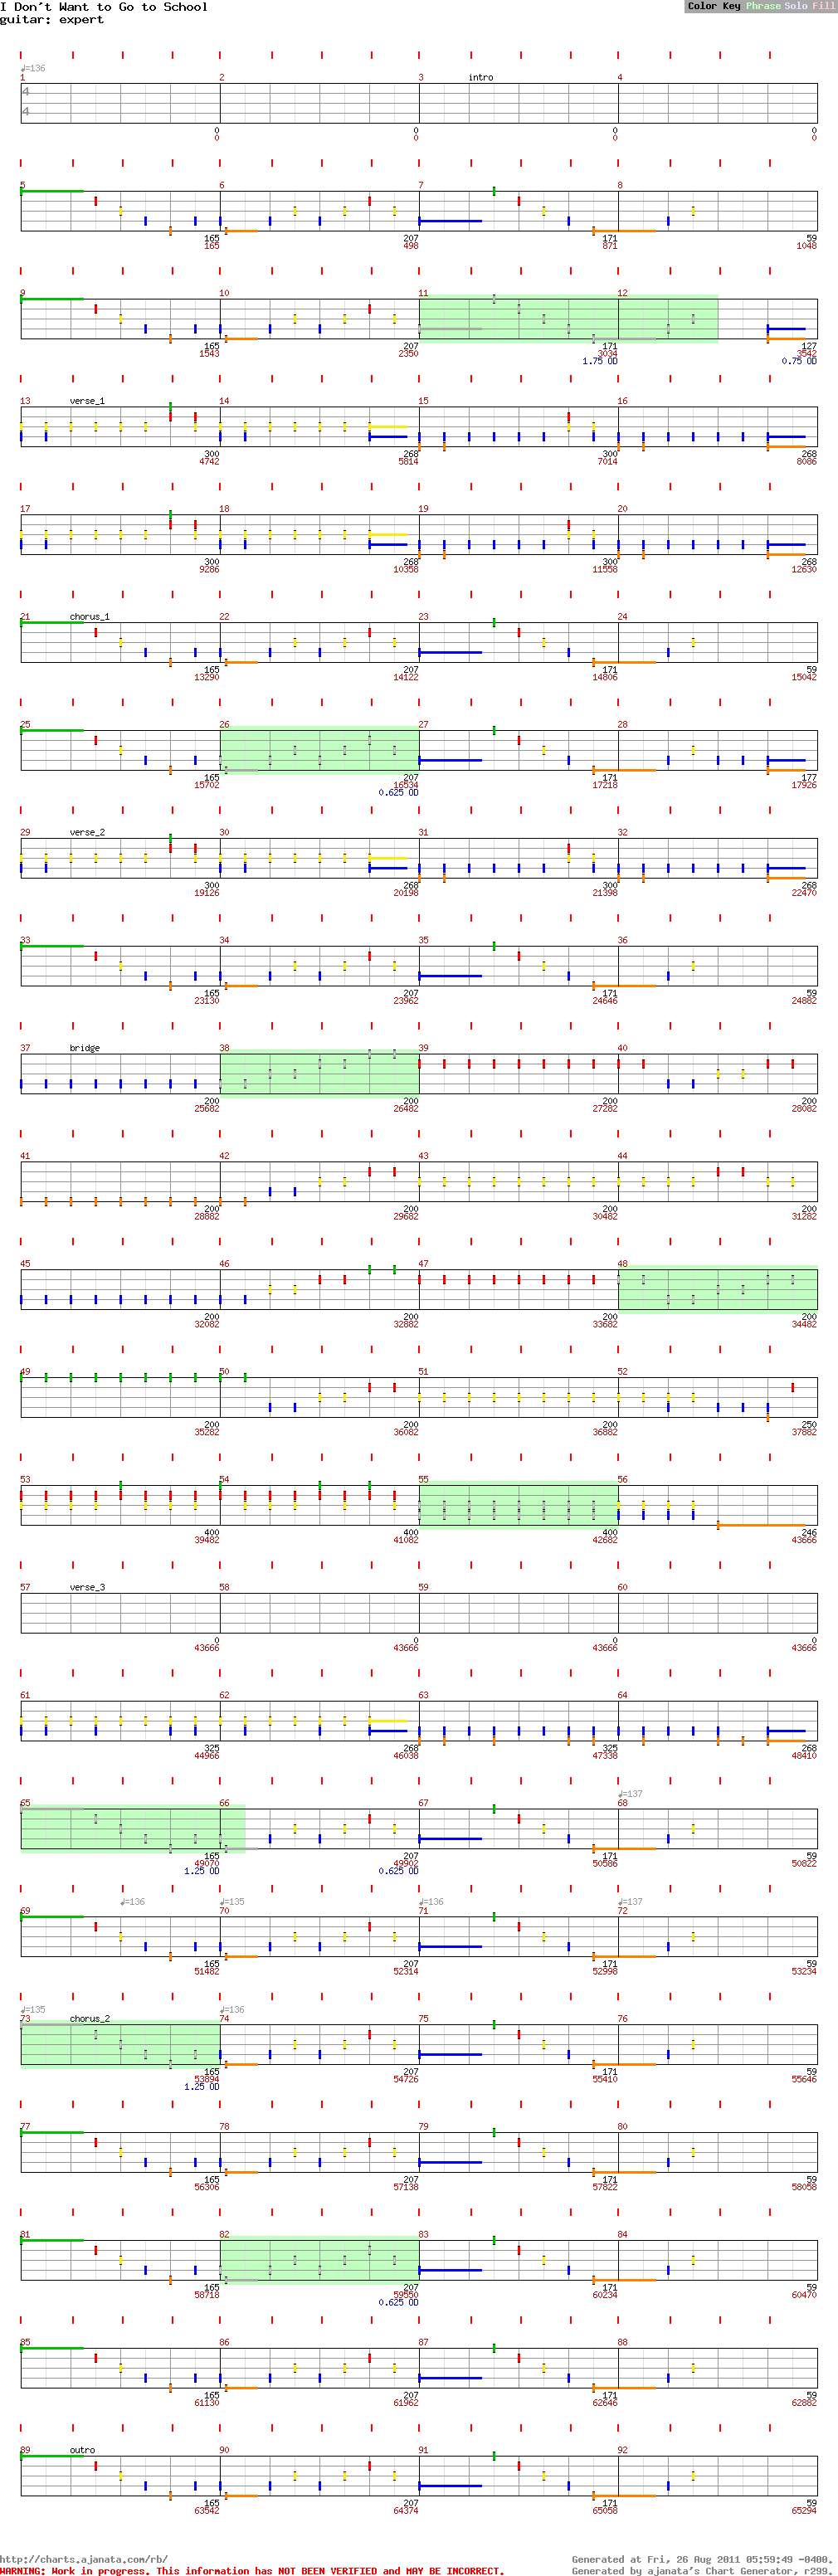 I Don't Want to Go to School
guitar: expert
Color Key Phrase Solo Fill
♩=136
1 2 3 intro 4
4
4
0 0 0 0
0 0 0 0
5 6 7 8
165 207 171 59
165 498 871 1048
9 10 11 12
165 207 171 127
1543 2350 3034 3542
1.75 OD 0.75 OD
13 verse_1 14 15 16
300 268 300 268
4742 5814 7014 8086
17 18 19 20
300 268 300 268
9286 10358 11558 12630
21 chorus_1 22 23 24
165 207 171 59
13290 14122 14806 15042
25 26 27 28
165 207 171 177
15702 16534 17218 17926
0.625 OD
29 verse_2 30 31 32
300 268 300 268
19126 20198 21398 22470
33 34 35 36
165 207 171 59
23130 23962 24646 24882
37 bridge 38 39 40
200 200 200 200
25682 26482 27282 28082
41 42 43 44
200 200 200 200
28882 29682 30482 31282
45 46 47 48
200 200 200 200
32082 32882 33682 34482
49 50 51 52
200 200 200 250
35282 36082 36882 37882
53 54 55 56
400 400 400 246
39482 41082 42682 43666
57 verse_3 58 59 60
0 0 0 0
43666 43666 43666 43666
61 62 63 64
325 268 325 268
44966 46038 47338 48410
♩=137
65 66 67 68
165 207 171 59
49070 49902 50586 50822
1.25 OD 0.625 OD
♩=136 ♩=135 ♩=136 ♩=137
69 70 71 72
165 207 171 59
51482 52314 52998 53234
♩=135 ♩=136
73 chorus_2 74 75 76
165 207 171 59
53894 54726 55410 55646
1.25 OD
77 78 79 80
165 207 171 59
56306 57138 57822 58058
81 82 83 84
165 207 171 59
58718 59550 60234 60470
0.625 OD
85 86 87 88
165 207 171 59
61130 61962 62646 62882
89 outro 90 91 92
165 207 171 59
63542 64374 65058 65294
http://charts.ajanata.com/rb/ Generated at Fri, 26 Aug 2011 05:59:49 -0400.
WARNING: Work in progress. This information has NOT BEEN VERIFIED and MAY BE INCORRECT. Generated by ajanata's Chart Generator, r299.